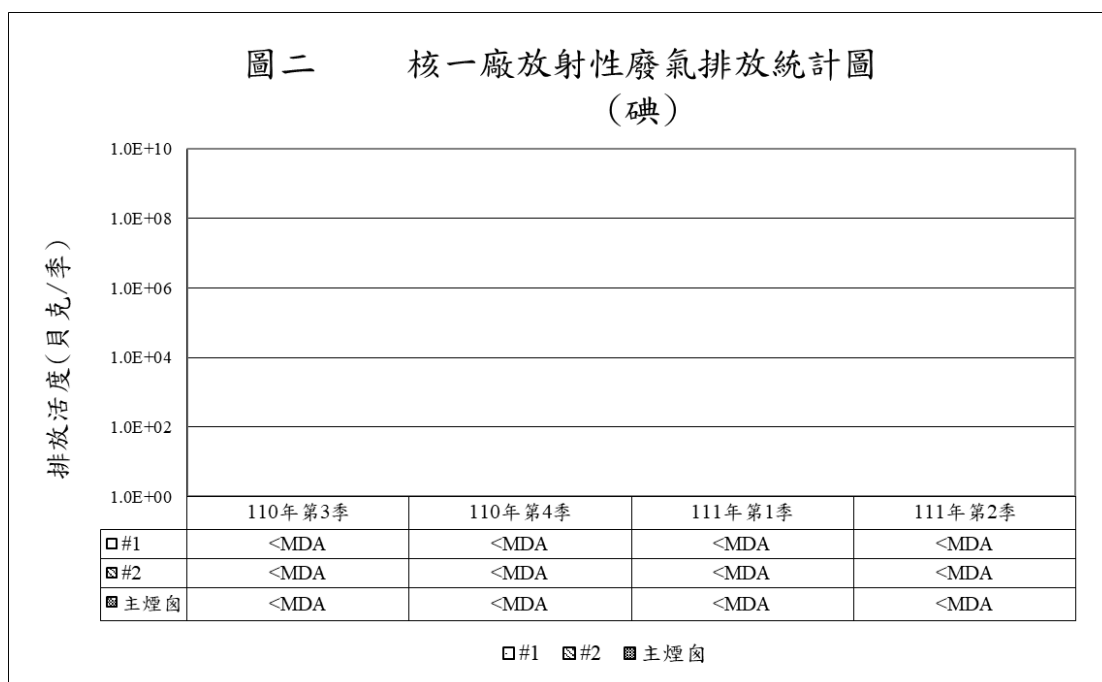 圖二 核一廠放射性廢氣排放統計圖
(碘)
排放活度(貝克/季)
1.0E+10
1.0E+08
1.0E+06
1.0E+04
1.0E+02
1.0E+00
110年第3季 110年第4季 111年第1季 111年第2季
#1 <MDA <MDA <MDA <MDA
#2 <MDA <MDA <MDA <MDA
主煙囪 <MDA <MDA <MDA <MDA
#1 #2 主煙囪